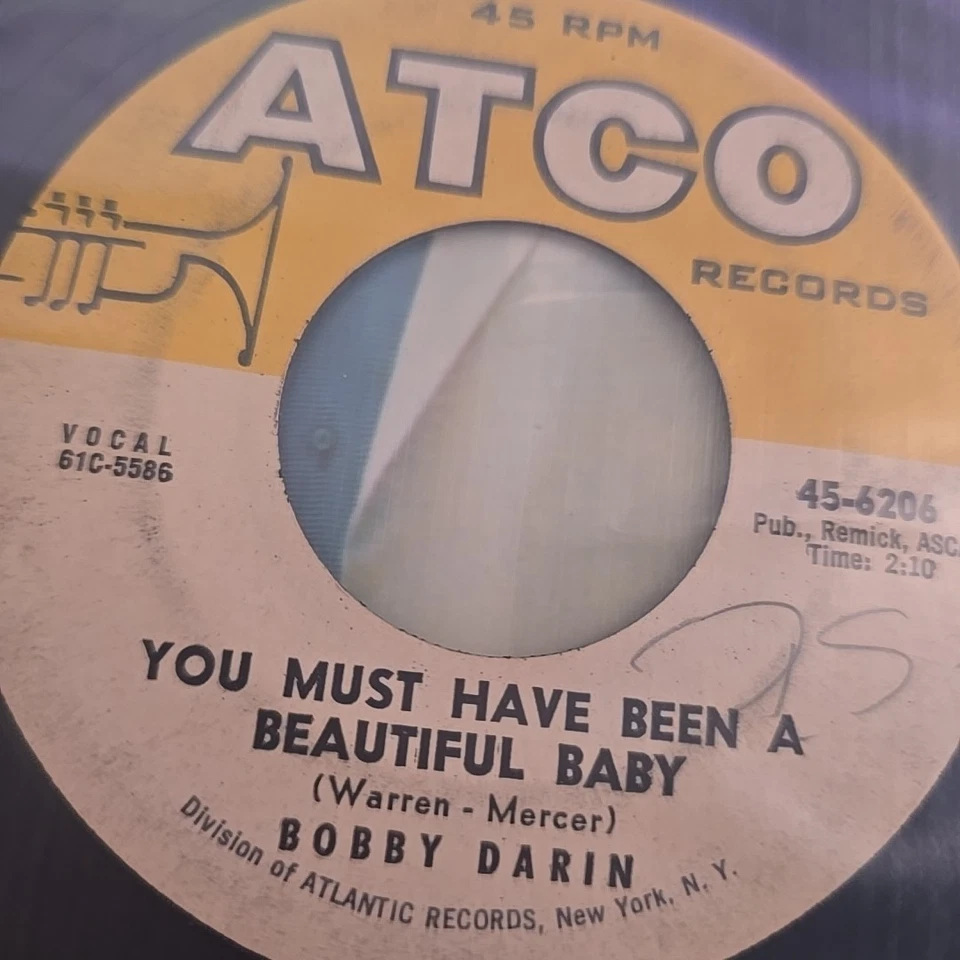 45 RPM
ATCO
RECORDS
VOCAL
61C-5586
45-6206
Pub., Remick, ASC
Time: 2:10
YOU MUST HAVE BEEN A
BEAUTIFUL BABY
(Warren - Mercer)
BOBBY DARIN
Division of ATLANTIC RECORDS, New York, N. Y.